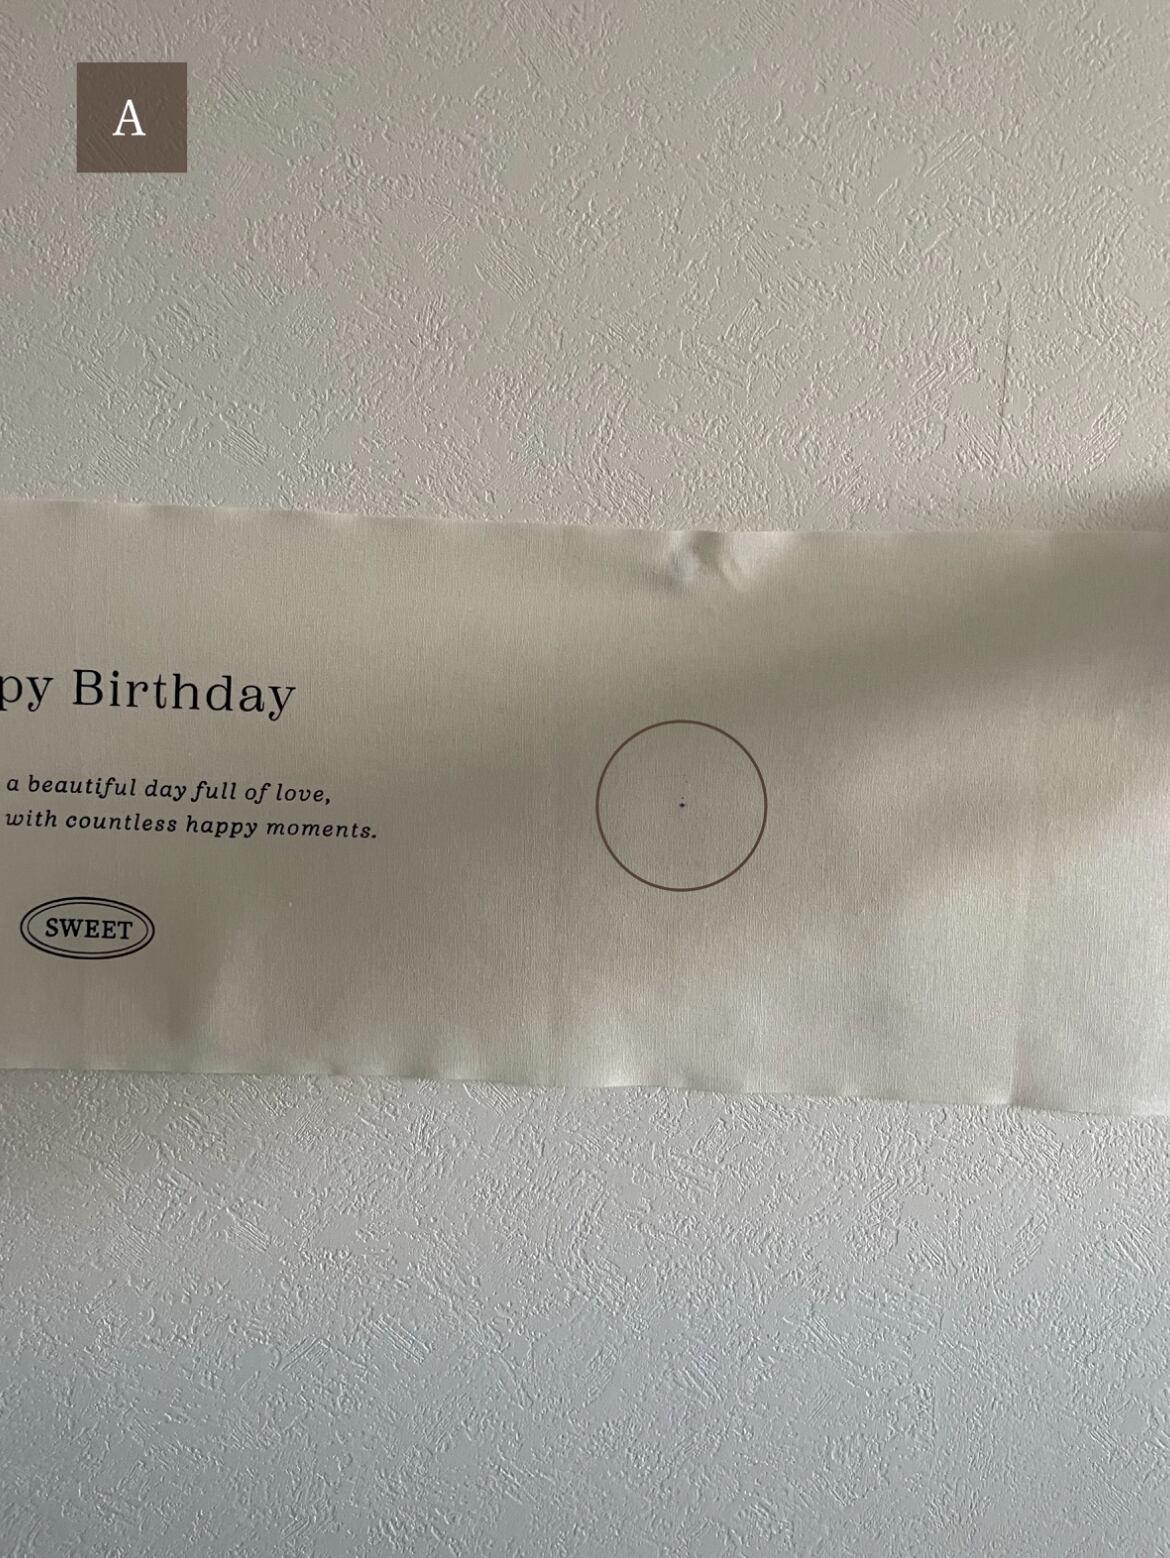 A
py Birthday
a beautiful day full of love,
with countless happy moments.
SWEET